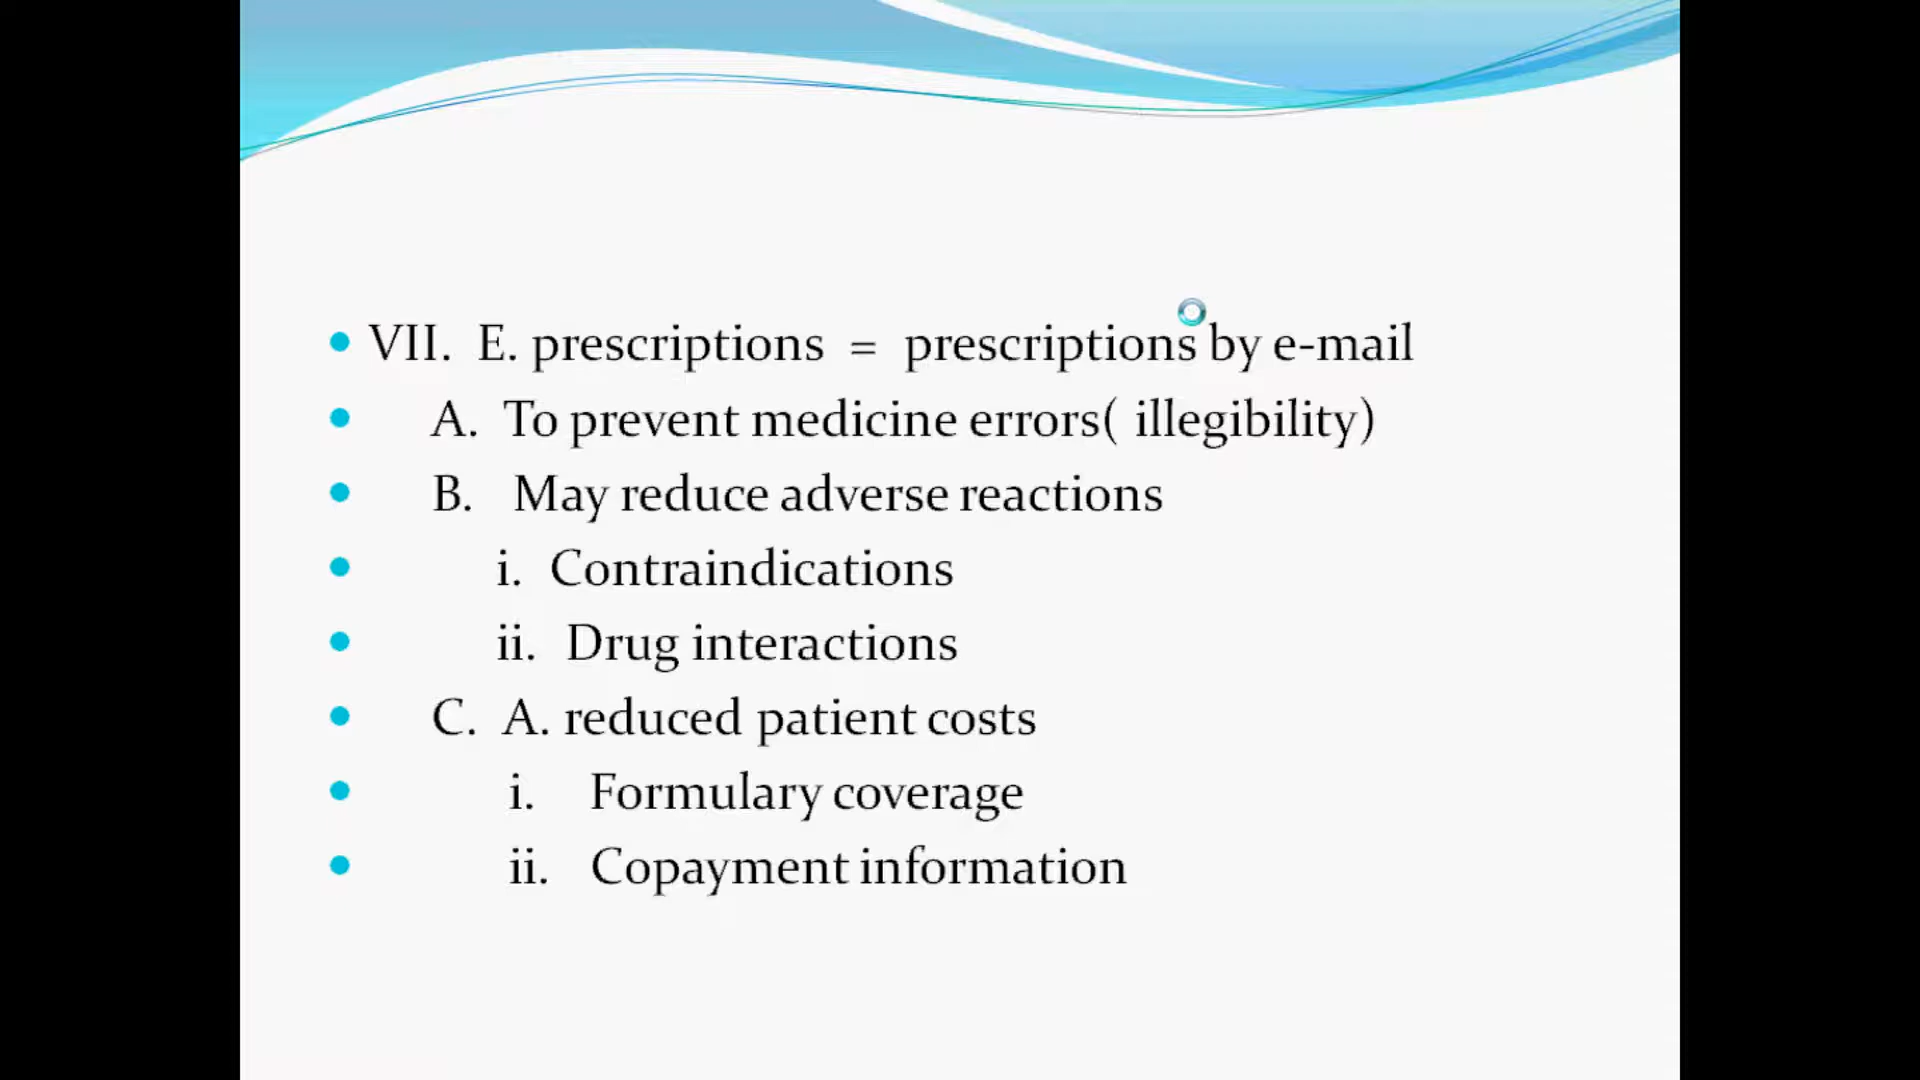 VII. E. prescriptions = prescriptions by e-mail
A. To prevent medicine errors( illegibility)
B. May reduce adverse reactions
i. Contraindications
ii. Drug interactions
C. A. reduced patient costs
i. Formulary coverage
ii. Copayment information